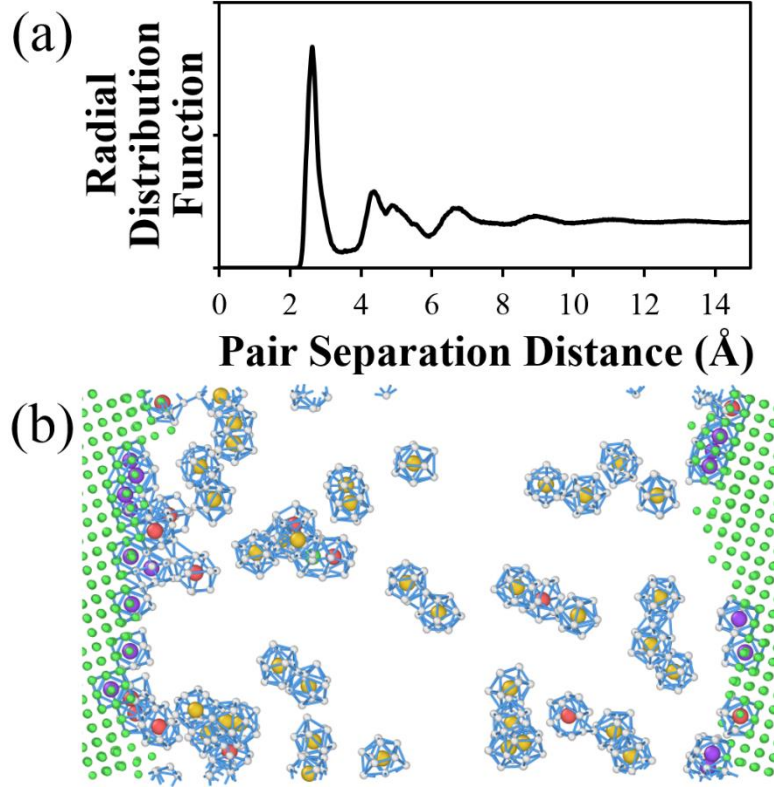 (a)
Radial
Distribution
Function
0 2 4 6 8 10 12 14
Pair Separation Distance (Å)
(b)